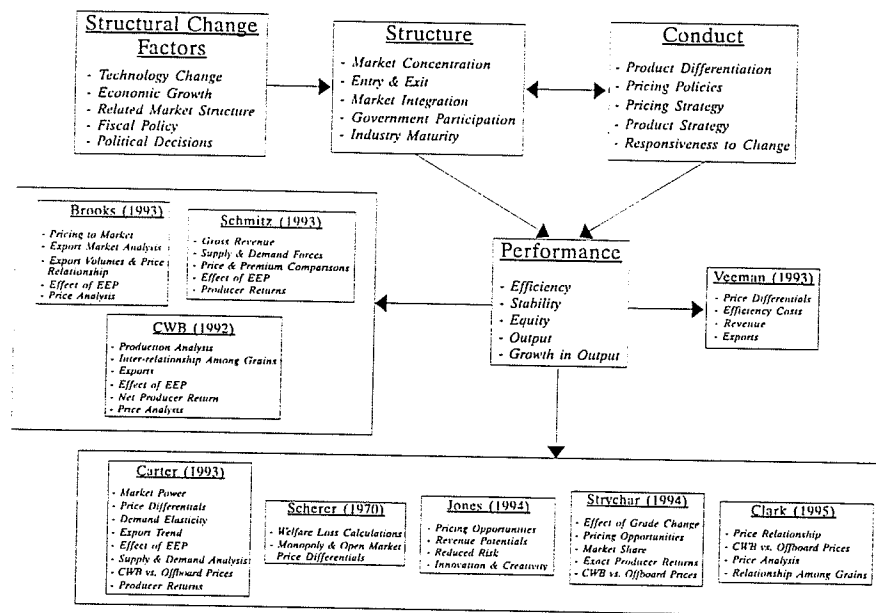 Structural Change
Factors
- Technology Change
- Economic Growth
- Related Market Structure
- Fiscal Policy
- Political Decisions
Structure
- Market Concentration
- Entry & Exit
- Market Integration
- Government Participation
- Industry Maturity
Conduct
- Product Differentiation
- Pricing Policies
- Pricing Strategy
- Product Strategy
- Responsiveness to Change
Brooks (1993)
- Pricing to Market
- Export Market Analysis
- Export Volumes & Price
Relationship
- Effect of EEP
- Price Analysis
Schmitz (1993)
- Gross Revenue
- Supply & Demand Forces
- Price & Premium Comparisons
- Effect of EEP
- Producer Returns
CWB (1992)
- Production Analysis
- Inter-relationship Among Grains
- Exports
- Effect of EEP
- Net Producer Return
- Price Analysis
Performance
- Efficiency
- Stability
- Equity
- Output
- Growth in Output
Veeman (1993)
- Price Differentials
- Efficiency Costs
- Revenue
- Exports
Carter (1993)
- Market Power
- Price Differentials
- Demand Elasticity
- Export Trend
- Effect of EEP
- Supply & Demand Analysis
- CWB vs. Offboard Prices
- Producer Returns
Scherer (1970)
- Welfare Loss Calculations
- Monopoly & Open Market
Price Differentials
Jones (1994)
- Pricing Opportunities
- Revenue Potentials
- Reduced Risk
- Innovation & Creativity
Strychar (1994)
- Effect of Grade Change
- Pricing Opportunities
- Market Share
- Exact Producer Returns
- CWB vs. Offboard Prices
Clark (1995)
- Price Relationship
- CWB vs. Offboard Prices
- Price Analysis
- Relationship Among Grains